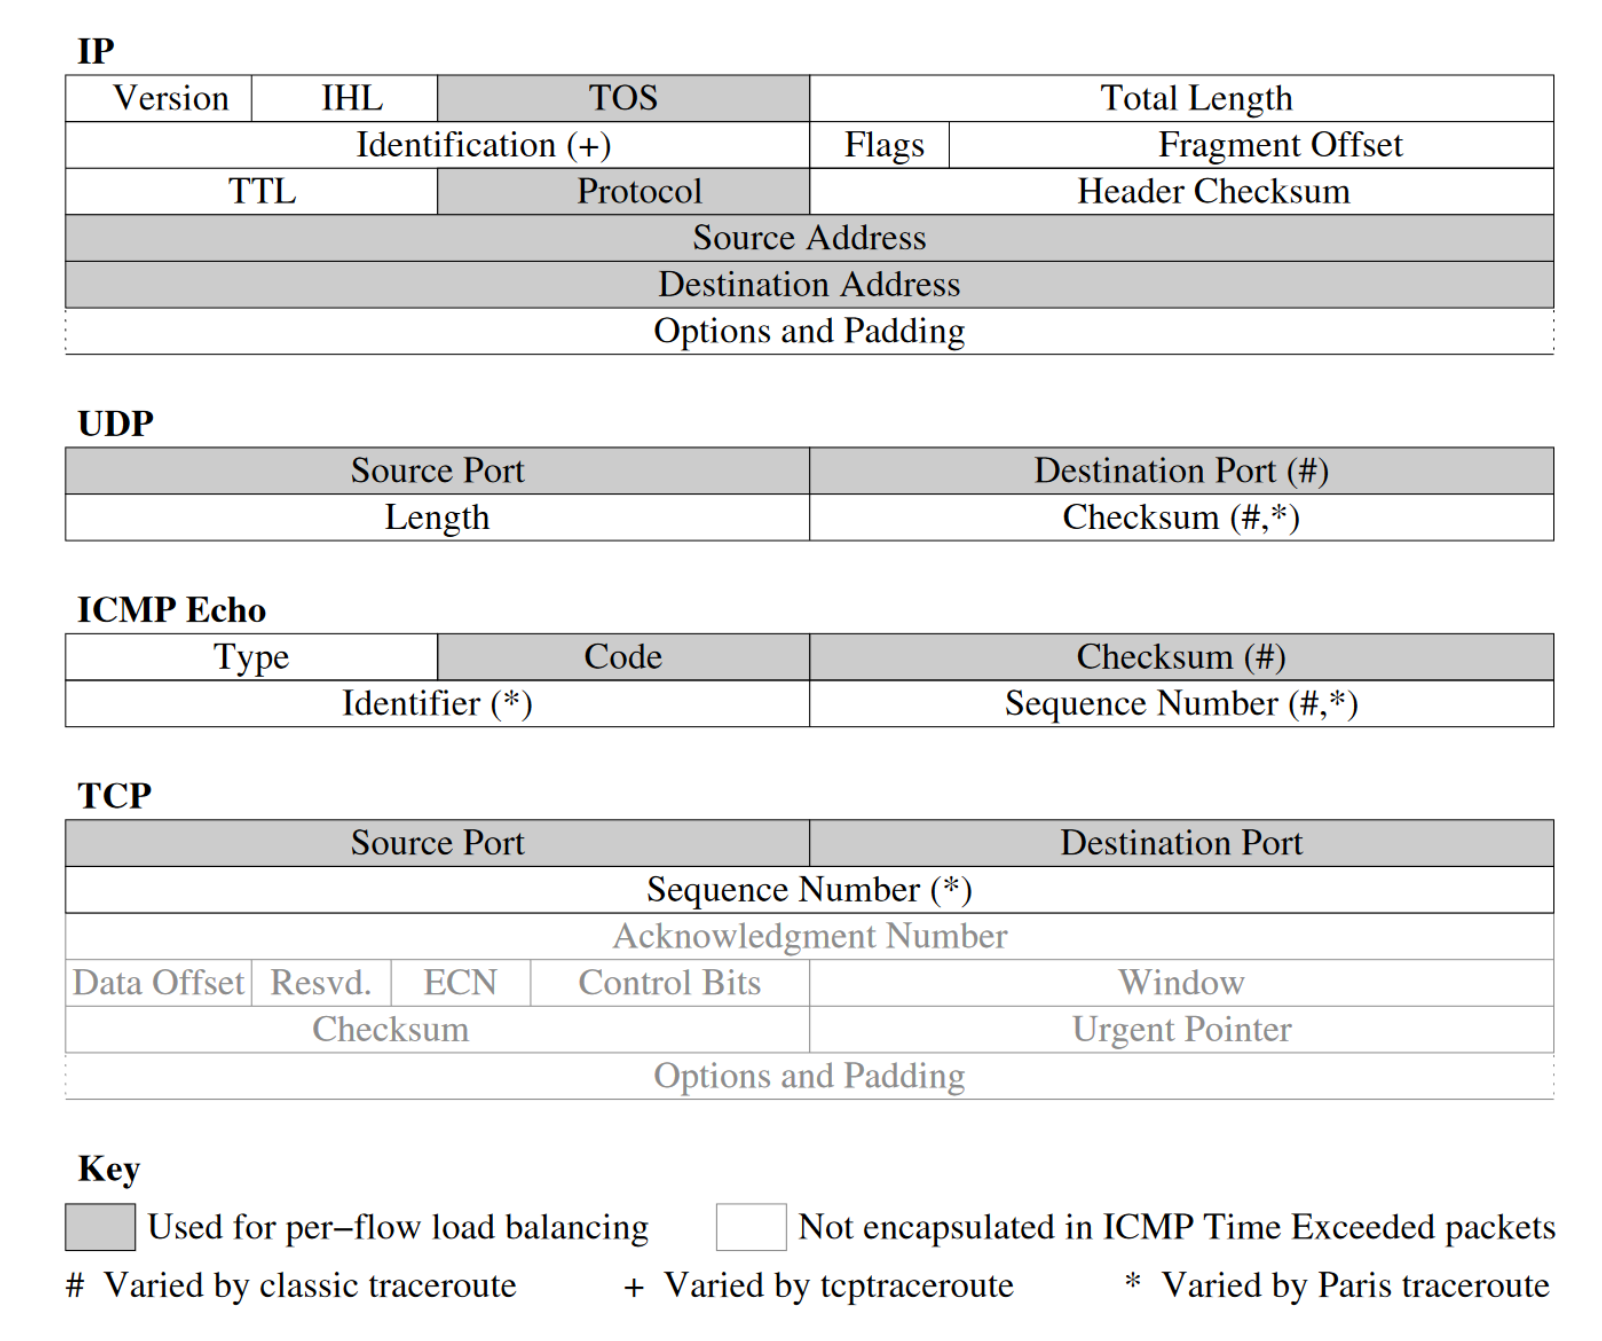 IP
Version IHL TOS Total Length
Identification (+) Flags Fragment Offset
TTL Protocol Header Checksum
Source Address
Destination Address
Options and Padding
UDP
Source Port Destination Port (#)
Length Checksum (#,*)
ICMP Echo
Type Code Checksum (#)
Identifier (*) Sequence Number (#,*)
TCP
Source Port Destination Port
Sequence Number (*)
Acknowledgment Number
Data Offset Resvd. ECN Control Bits Window
Checksum Urgent Pointer
Options and Padding
Key
Used for per−flow load balancing Not encapsulated in ICMP Time Exceeded packets
# Varied by classic traceroute + Varied by tcptraceroute * Varied by Paris traceroute